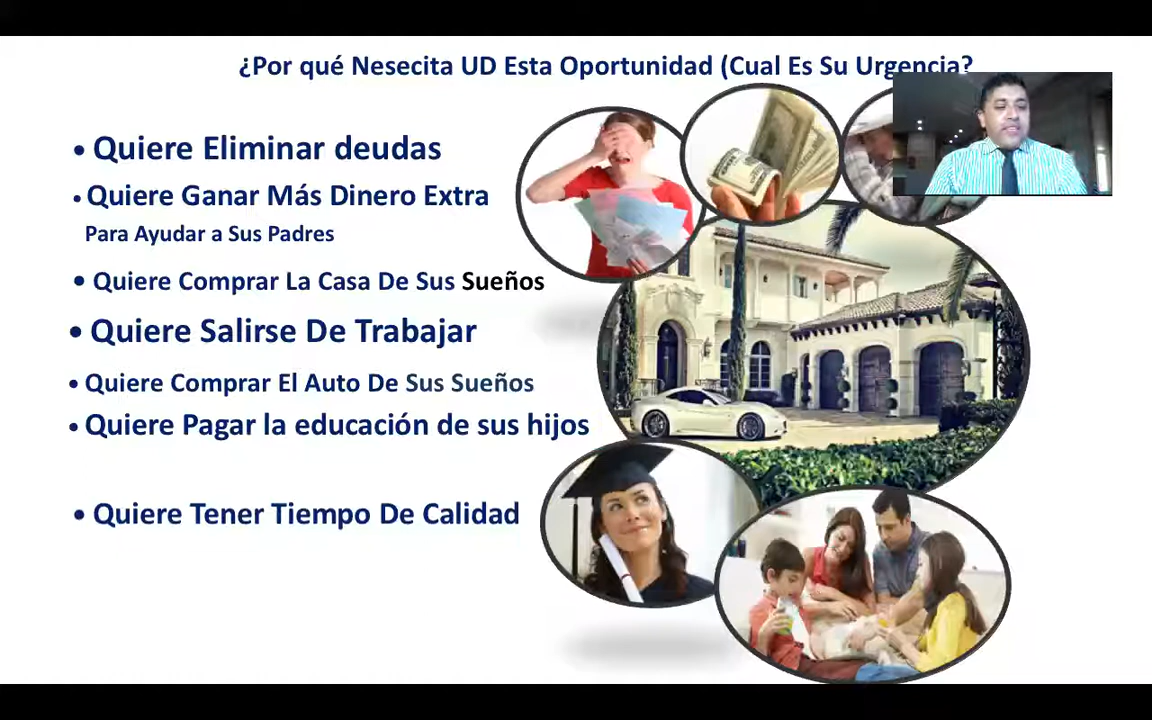 ¿Por qué Nesecita UD Esta Oportunidad (Cual Es Su Urgencia?
• Quiere Eliminar deudas
• Quiere Ganar Más Dinero Extra
Para Ayudar a Sus Padres
• Quiere Comprar La Casa De Sus Sueños
• Quiere Salirse De Trabajar
• Quiere Comprar El Auto De Sus Sueños
• Quiere Pagar la educación de sus hijos
• Quiere Tener Tiempo De Calidad